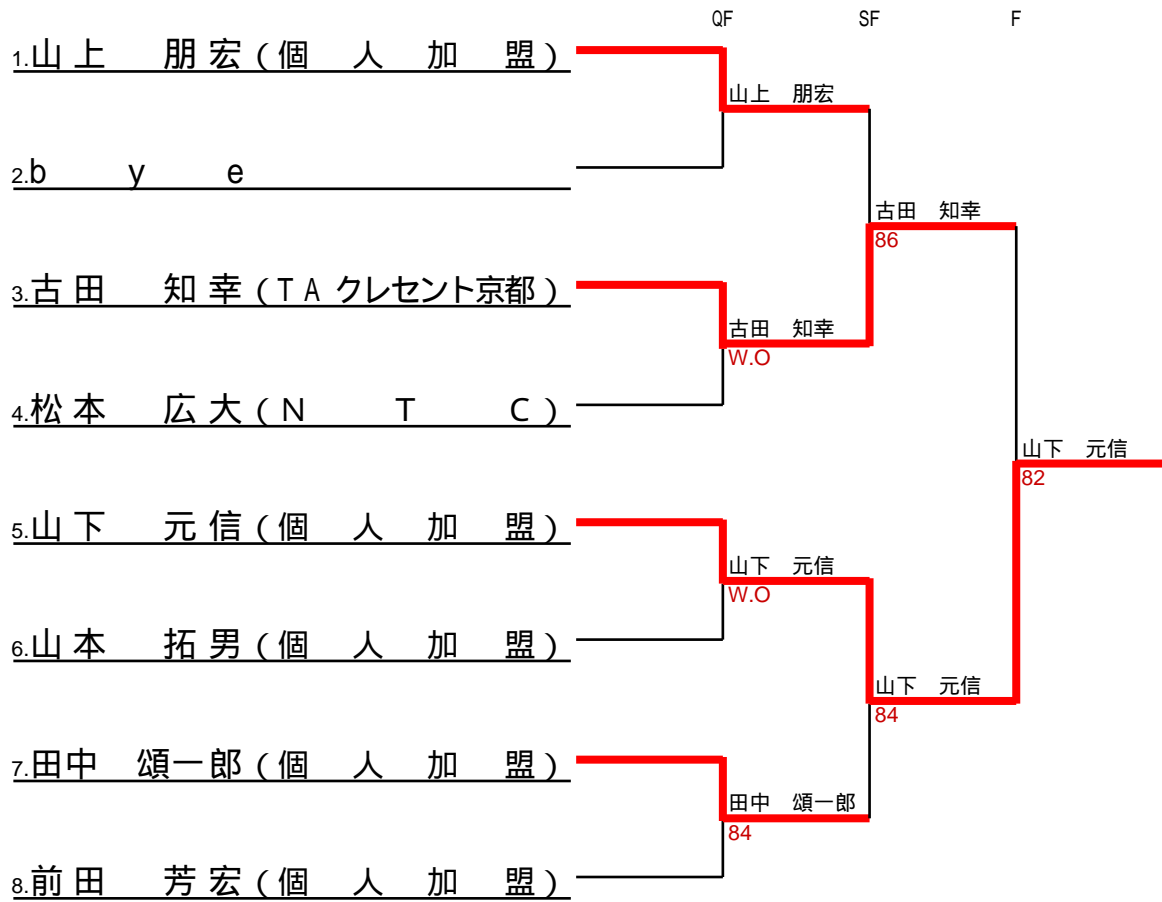 QF SF F
1.山上 朋宏(個人加盟)
山上 朋宏
2.bye
古田 知幸
86
3.古田 知幸(TAクレセント京都)
古田 知幸
W.O
4.松本 広大(NTC)
山下 元信
82
5.山下 元信(個人加盟)
山下 元信
W.O
6.山本 拓男(個人加盟)
山下 元信
84
7.田中 頌一郎(個人加盟)
田中 頌一郎
84
8.前田 芳宏(個人加盟)